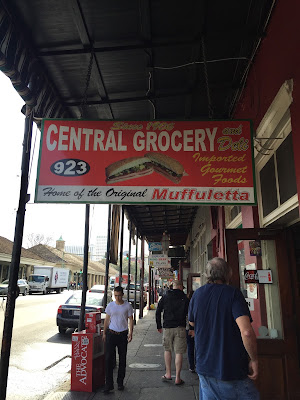 Since 1906
CENTRAL GROCERY and
Deli
923
Imported
Gourmet
Foods
Home of the Original Muffuletta
THE
ADVOCATE